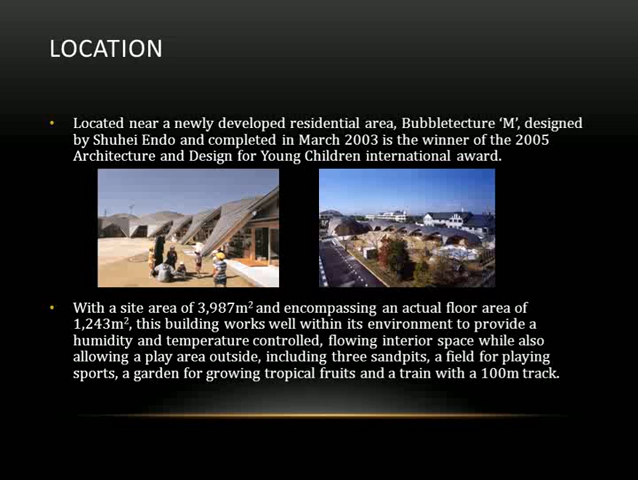 LOCATION
• Located near a newly developed residential area, Bubbletecture ‘M’, designed
by Shuhei Endo and completed in March 2003 is the winner of the 2005
Architecture and Design for Young Children international award.
• With a site area of 3,987m² and encompassing an actual floor area of
1,243m², this building works well within its environment to provide a
humidity and temperature controlled, flowing interior space while also
allowing a play area outside, including three sandpits, a field for playing
sports, a garden for growing tropical fruits and a train with a 100m track.